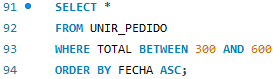 91 SELECT *
92 FROM UNIR_PEDIDO
93 WHERE TOTAL BETWEEN 300 AND 600
94 ORDER BY FECHA ASC;